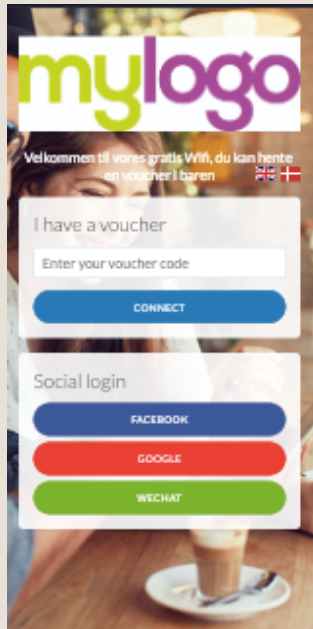 mylogo
Velkommen til vores gratis Wifi, du kan hente
en voucher i baren
I have a voucher
Enter your voucher code
CONNECT
Social login
FACEBOOK
GOOGLE
WECHAT